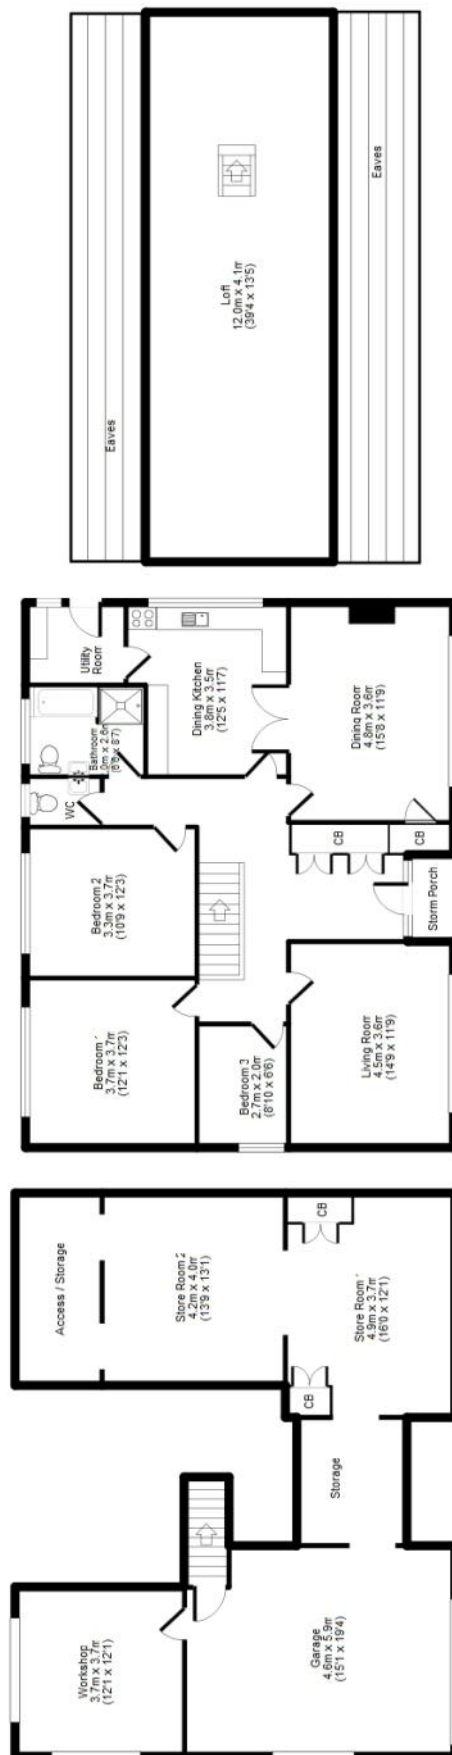 Workshop
3.7m x 3.7m
(12'1 x 12'1)
Garage
4.6m x 5.9m
(15'1 x 19'4)
Storage
CB
Access / Storage
Store Room 2
4.2m x 4.0m
(13'9 x 13'1)
Store Room 1
4.9m x 3.7m
(16'0 x 12'1)
CB
Bedroom 1
3.7m x 3.7m
(12'1 x 12'3)
Bedroom 2
3.3m x 3.7m
(10'9 x 12'3)
WC
Bathroom
x 2.6m
(6'6 x 8'7)
Utility
Room
Bedroom 3
2.7m x 2.0m
(8'10 x 6'6)
Dining Kitchen
3.8m x 3.5m
(12'5 x 11'7)
Living Room
4.5m x 3.6m
(14'9 x 11'9)
Storm Porch
CB
CB
Dining Room
4.8m x 3.6m
(15'8 x 11'9)
Eaves
Loft
12.0m x 4.1m
(39'4 x 13'5)
Eaves